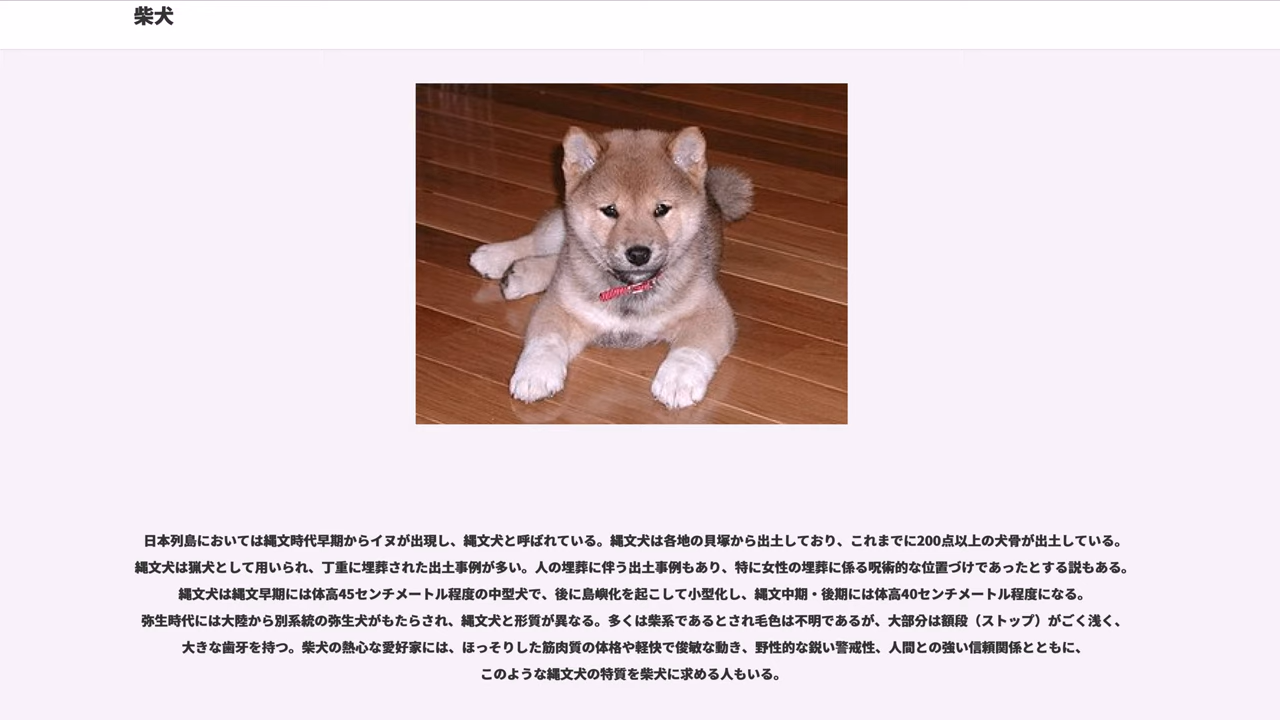 柴犬
日本列島においては縄文時代早期からイヌが出現し、縄文犬と呼ばれている。縄文犬は各地の貝塚から出土しており、これまでに200点以上の犬骨が出土している。
縄文犬は猟犬として用いられ、丁重に埋葬された出土事例が多い。人の埋葬に伴う出土事例もあり、特に女性の埋葬に係る呪術的な位置づけであったとする説もある。
縄文犬は縄文早期には体高45センチメートル程度の中型犬で、後に島嶼化を起こして小型化し、縄文中期・後期には体高40センチメートル程度になる。
弥生時代には大陸から別系統の弥生犬がもたらされ、縄文犬と形質が異なる。多くは柴系であるとされ毛色は不明であるが、大部分は額段（ストップ）がごく浅く、
大きな歯牙を持つ。柴犬の熱心な愛好家には、ほっそりした筋肉質の体格や軽快で俊敏な動き、野性的な鋭い警戒性、人間との強い信頼関係とともに、
このような縄文犬の特質を柴犬に求める人もいる。